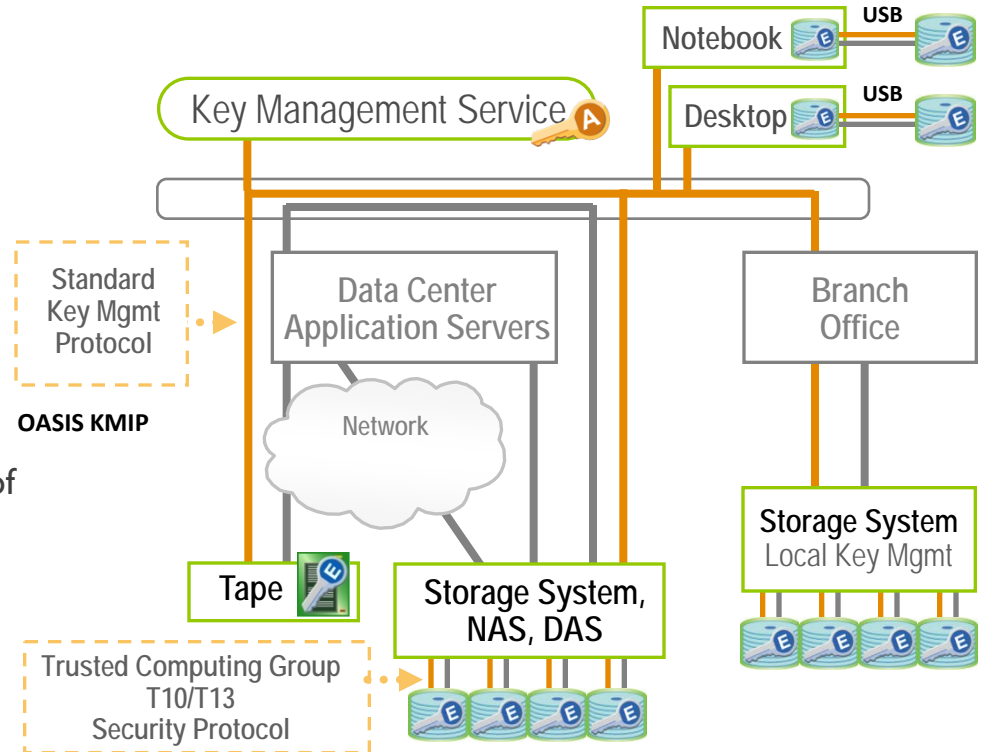 USB
Notebook
E
E
Key Management Service
A
USB
Desktop
E
E
Standard
Key Mgmt
Protocol
Data Center
Application Servers
Branch
Office
OASIS KMIP
Network
of
Storage System
Local Key Mgmt
Tape
E
Storage System,
NAS, DAS
E
E
E
E
Trusted Computing Group
T10/T13
Security Protocol
E
E
E
E